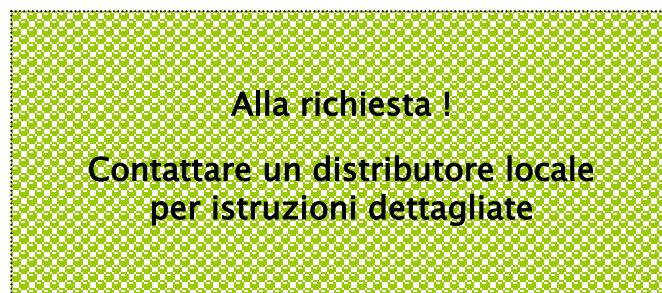 Alla richiesta !
Contattare un distributore locale
per istruzioni dettagliate